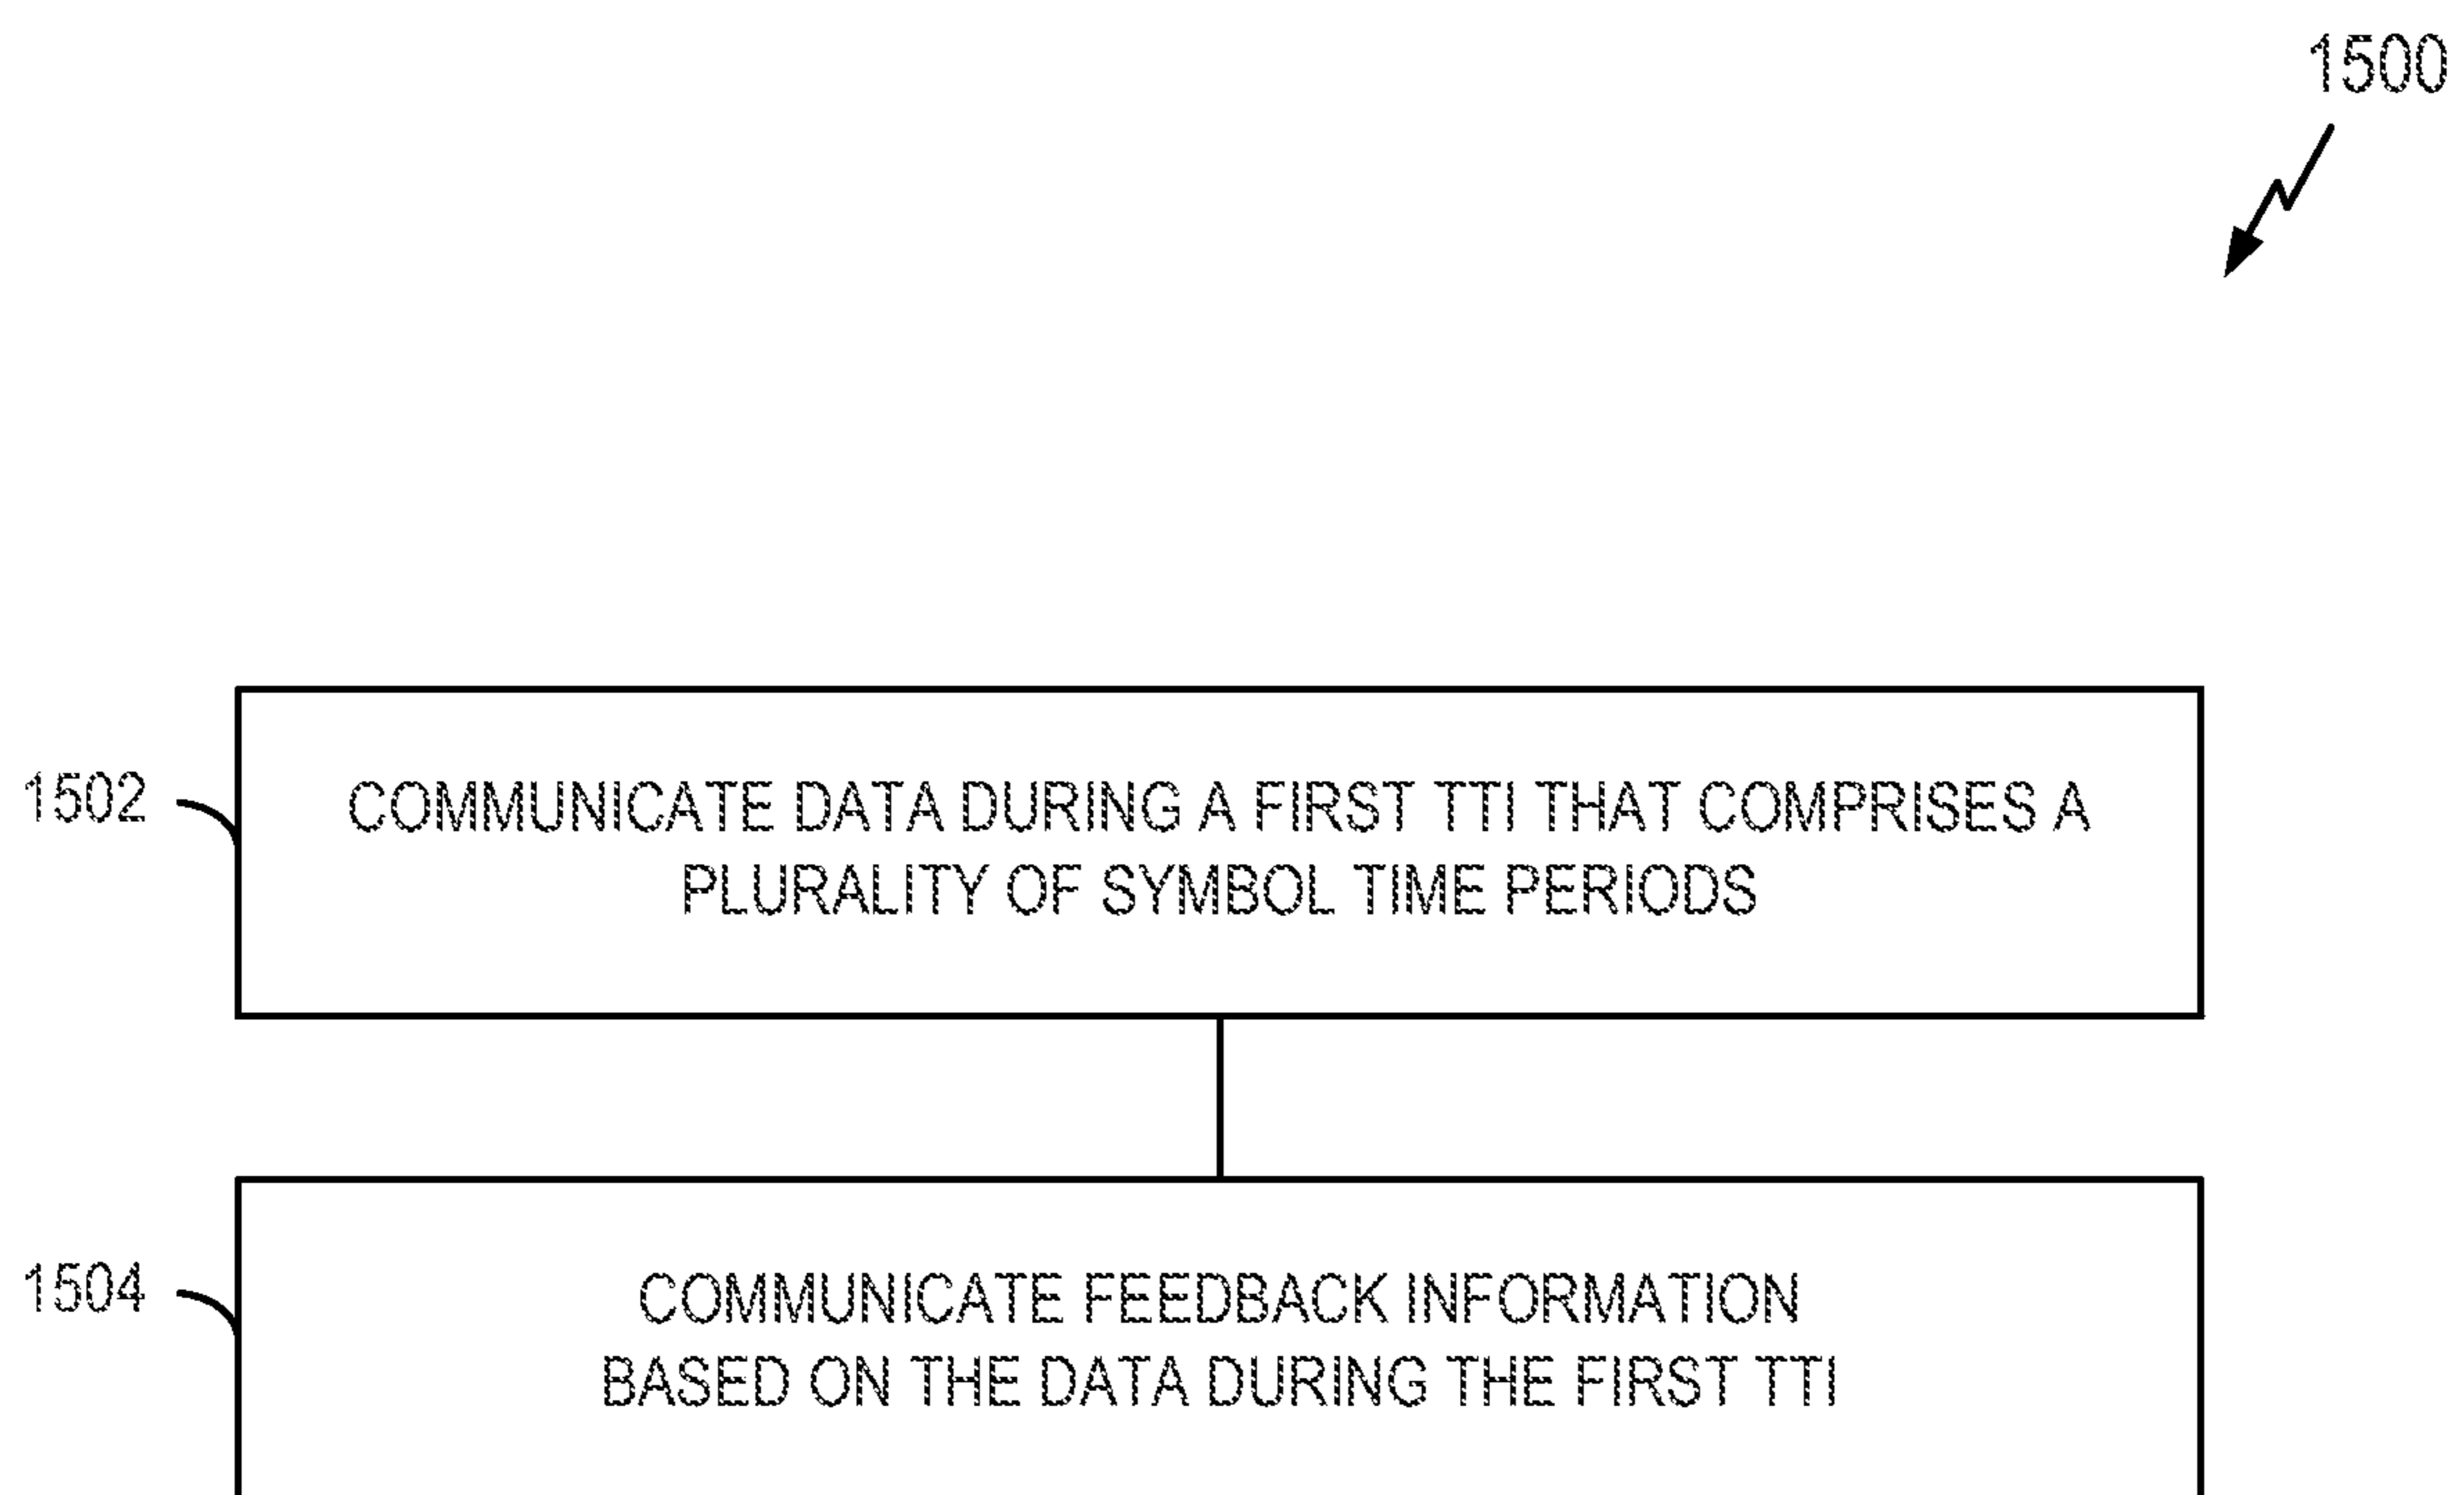 1500
1502
COMMUNICATE DATA DURING A FIRST TTI THAT COMPRISES A
PLURALITY OF SYMBOL TIME PERIODS
1504
COMMUNICATE FEEDBACK INFORMATION
BASED ON THE DATA DURING THE FIRST TTI